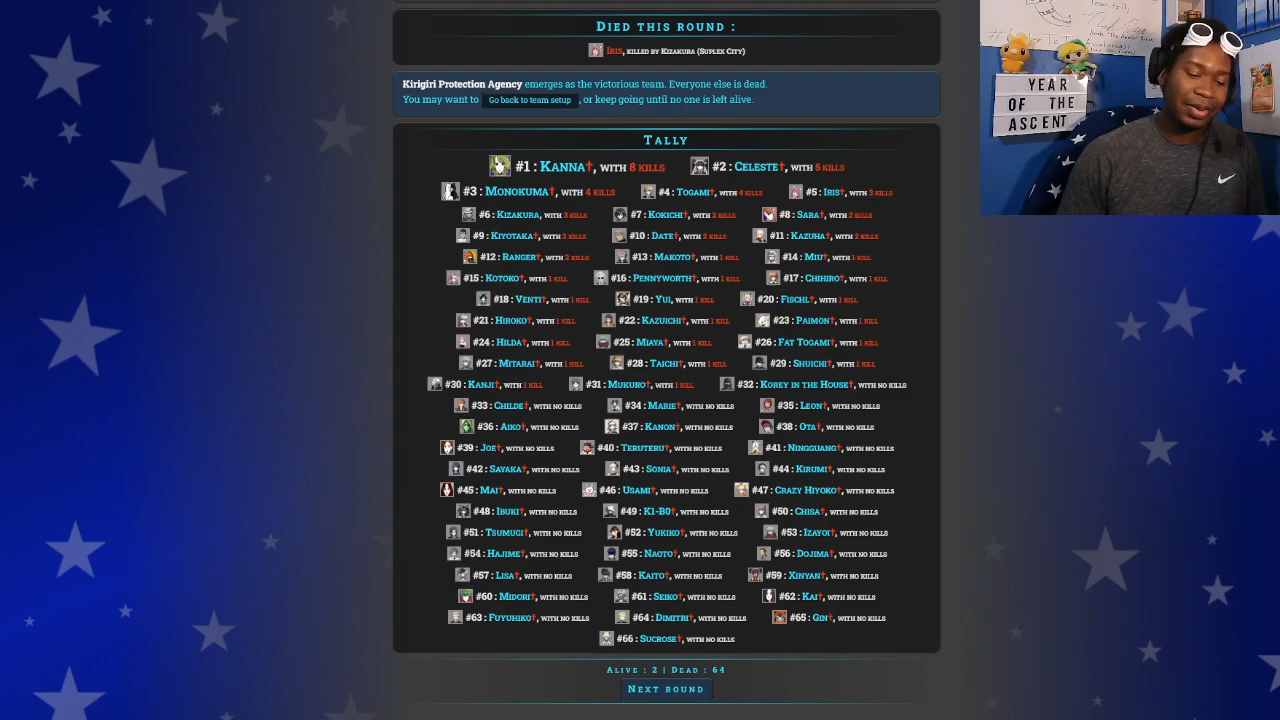 Died this round :
Iris, killed by Kizakura (Suplex City)
Kirigiri Protection Agency emerges as the victorious team. Everyone else is dead.
You may want to Go back to team setup, or keep going until no one is left alive.
Tally
#1 : Kanna†, with 8 kills #2 : Celeste†, with 5 kills
#3 : Monokuma†, with 4 kills #4 : Togami†, with 4 kills #5 : Iris†, with 3 kills
#6 : Kizakura, with 3 kills #7 : Kokichi†, with 2 kills #8 : Sara†, with 2 kills
#9 : Kiyotaka†, with 2 kills #10 : Date†, with 2 kills #11 : Kazuha†, with 2 kills
#12 : Ranger†, with 2 kills #13 : Makoto†, with 1 kill #14 : Miu†, with 1 kill
#15 : Kotoko†, with 1 kill #16 : Pennyworth†, with 1 kill #17 : Chihiro†, with 1 kill
#18 : Venti†, with 1 kill #19 : Yui, with 1 kill #20 : Fischl†, with 1 kill
#21 : Hiroko†, with 1 kill #22 : Kazuichi†, with 1 kill #23 : Paimon†, with 1 kill
#24 : Hilda†, with 1 kill #25 : Miaya†, with 1 kill #26 : Fat Togami†, with 1 kill
#27 : Mitarai†, with 1 kill #28 : Taichi†, with 1 kill #29 : Shuichi†, with 1 kill
#30 : Kanji†, with 1 kill #31 : Mukuro†, with 1 kill #32 : Korey in the House†, with no kills
#33 : Childe†, with no kills #34 : Marie†, with no kills #35 : Leon†, with no kills
#36 : Aiko†, with no kills #37 : Kanon†, with no kills #38 : Ota†, with no kills
#39 : Joe†, with no kills #40 : Teruteru†, with no kills #41 : Ningguang†, with no kills
#42 : Sayaka†, with no kills #43 : Sonia†, with no kills #44 : Kirumi†, with no kills
#45 : Mai†, with no kills #46 : Usami†, with no kills #47 : Crazy Hiyoko†, with no kills
#48 : Ibuki†, with no kills #49 : K1-B0†, with no kills #50 : Chisa†, with no kills
#51 : Tsumugi†, with no kills #52 : Yukiko†, with no kills #53 : Izayoi†, with no kills
#54 : Hajime†, with no kills #55 : Naoto†, with no kills #56 : Dojima†, with no kills
#57 : Lisa†, with no kills #58 : Kaito†, with no kills #59 : Xinyan†, with no kills
#60 : Midori†, with no kills #61 : Seiko†, with no kills #62 : Kai†, with no kills
#63 : Fuyuhiko†, with no kills #64 : Dimitri†, with no kills #65 : Gin†, with no kills
#66 : Sucrose†, with no kills
Alive : 2 | Dead : 64
Next round
YEAR
OF THE
ASCENT